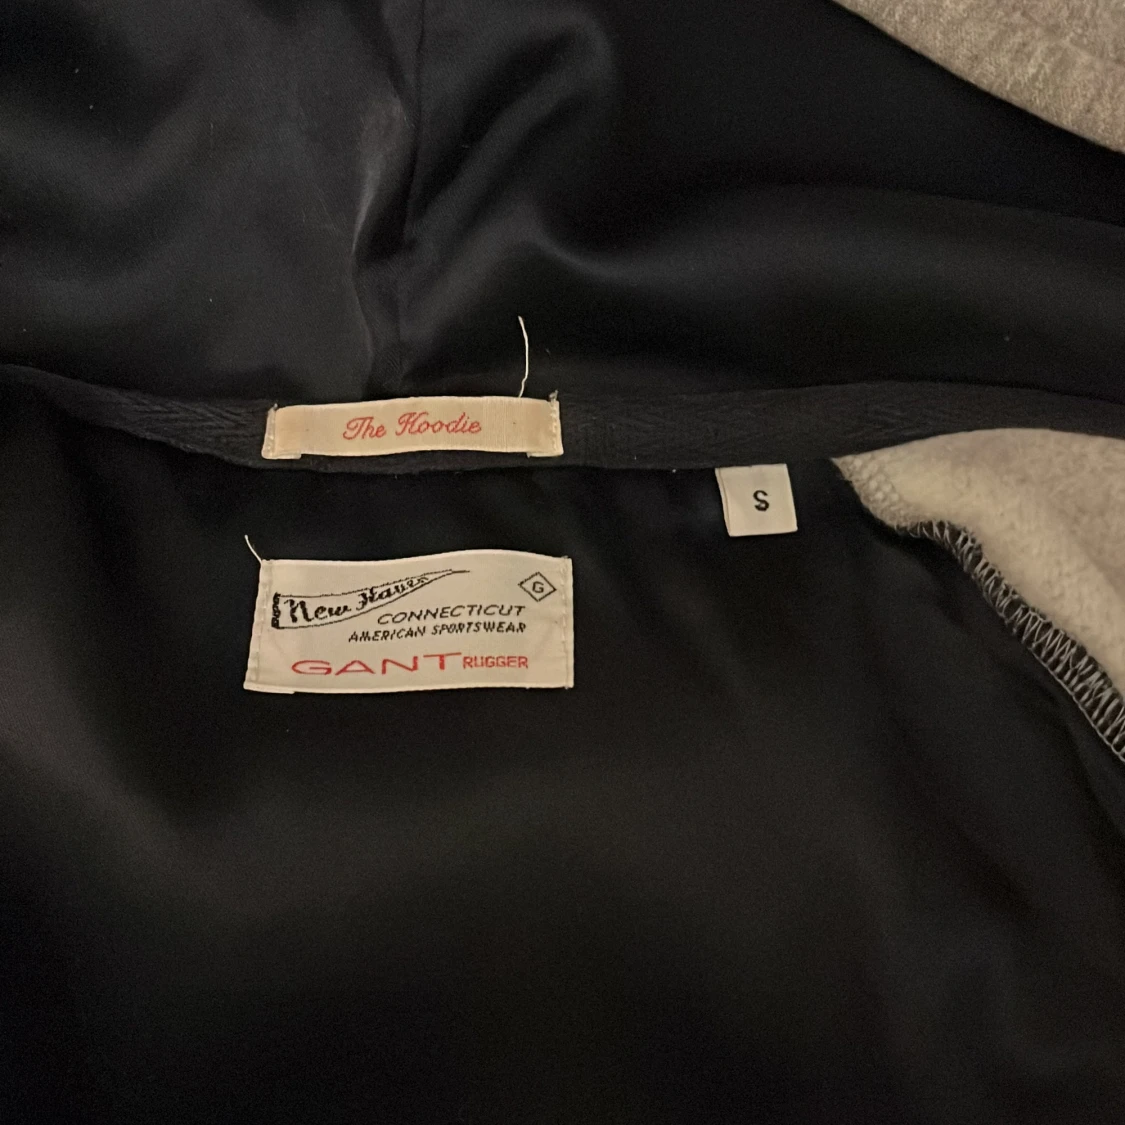 The Hoodie
S
New Haven
G
CONNECTICUT
AMERICAN SPORTSWEAR
GANT RUGGER